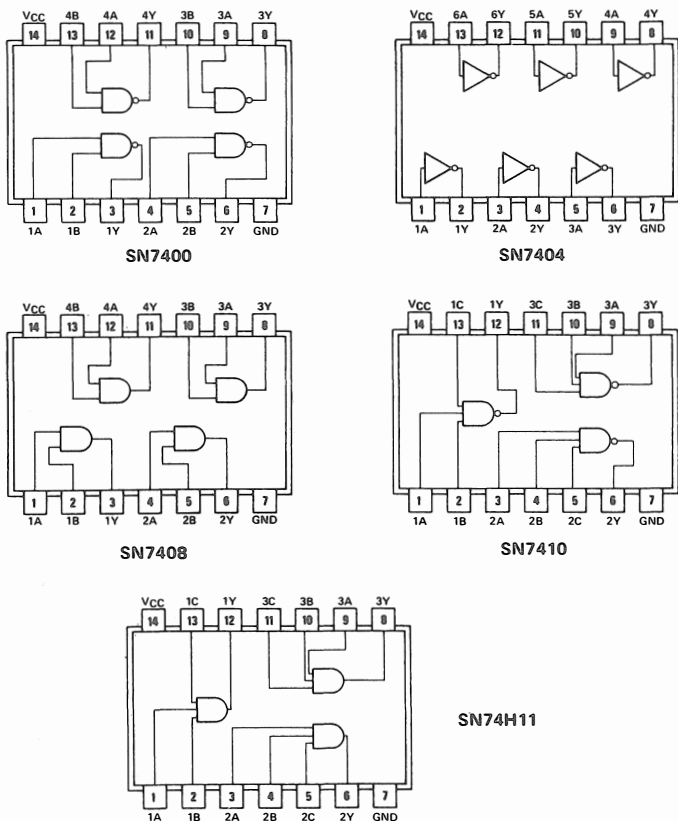 VCC 4B 4A 4Y 3B 3A 3Y
14 13 12 11 10 9 8
1 2 3 4 5 6 7
1A 1B 1Y 2A 2B 2Y GND
SN7400
VCC 6A 6Y 5A 5Y 4A 4Y
14 13 12 11 10 9 8
1 2 3 4 5 6 7
1A 1Y 2A 2Y 3A 3Y GND
SN7404
VCC 4B 4A 4Y 3B 3A 3Y
14 13 12 11 10 9 8
1 2 3 4 5 6 7
1A 1B 1Y 2A 2B 2Y GND
SN7408
VCC 1C 1Y 3C 3B 3A 3Y
14 13 12 11 10 9 8
1 2 3 4 5 6 7
1A 1B 2A 2B 2C 2Y GND
SN7410
VCC 1C 1Y 3C 3B 3A 3Y
14 13 12 11 10 9 8
SN74H11
1 2 3 4 5 6 7
1A 1B 2A 2B 2C 2Y GND